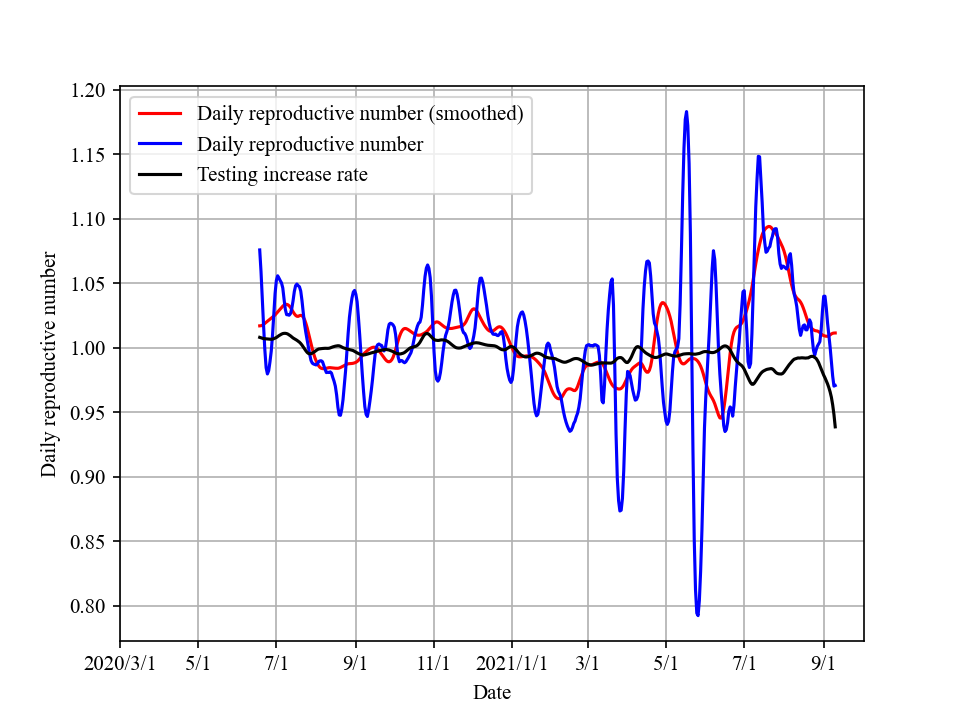 1.20
1.15
1.10
1.05
1.00
0.95
0.90
0.85
0.80
Daily reproductive number
Daily reproductive number (smoothed)
Daily reproductive number
Testing increase rate
2020/3/1 5/1 7/1 9/1 11/1 2021/1/1 3/1 5/1 7/1 9/1
Date